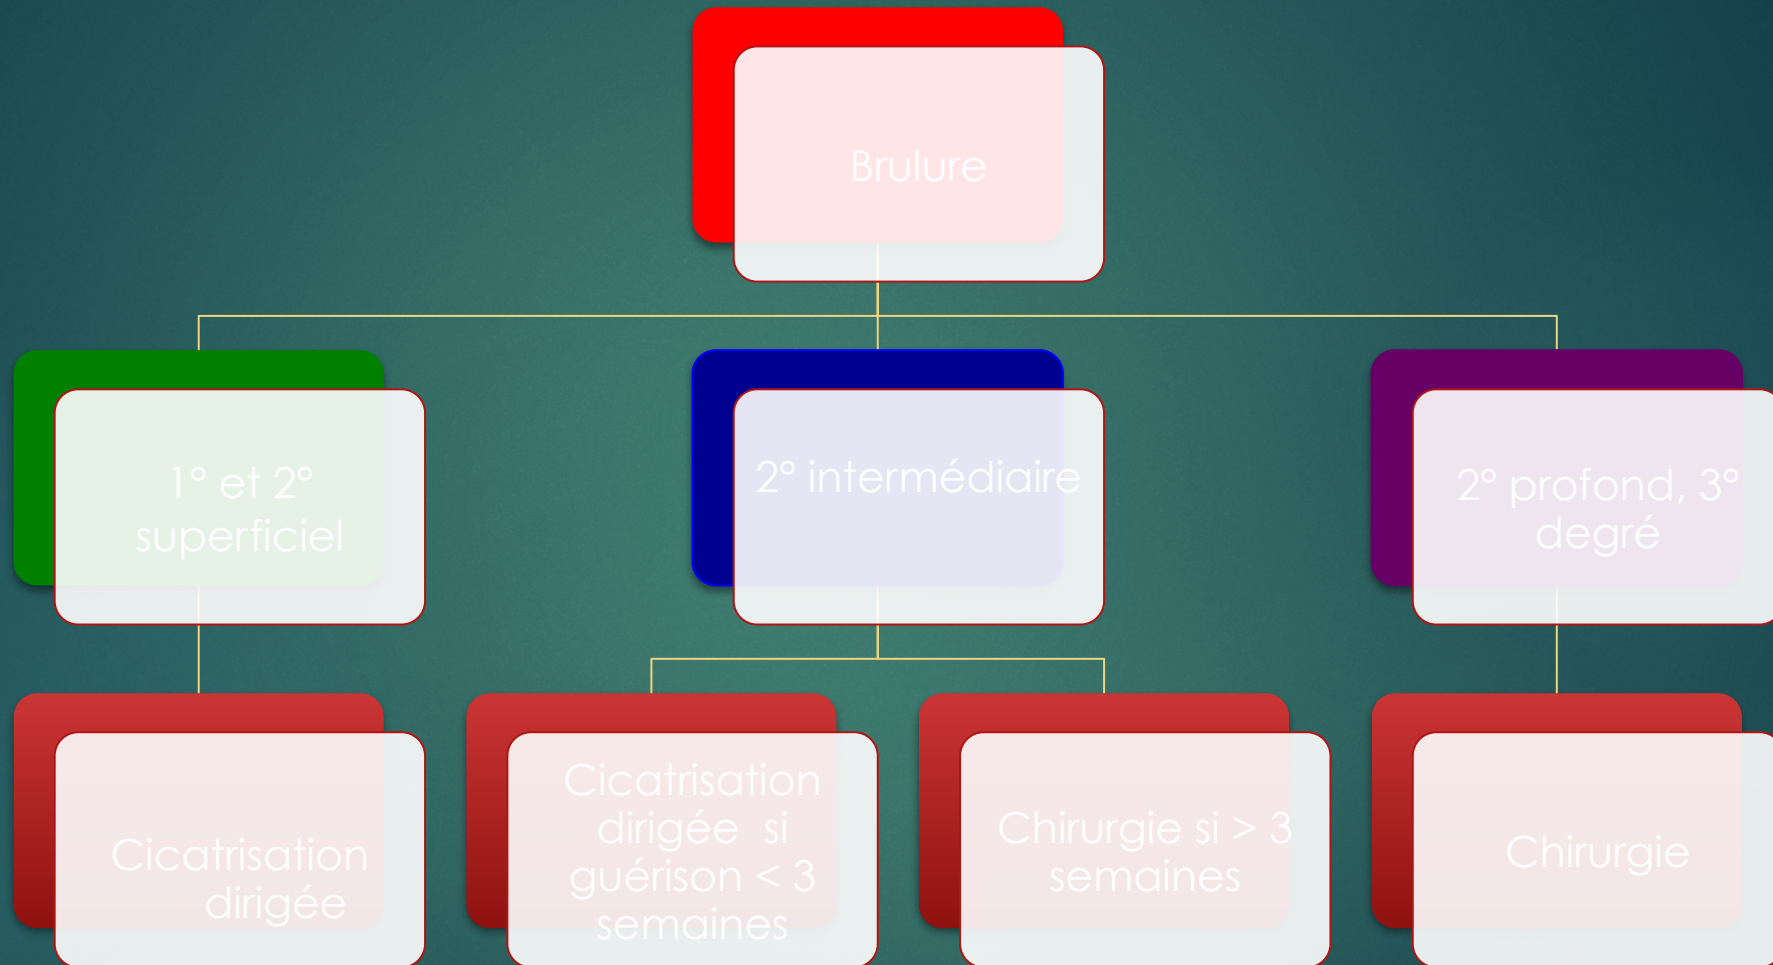 Brulure
1° et 2°
superficiel
2° intermédiaire
2° profond, 3°
degré
Cicatrisation
dirigée
Cicatrisation
dirigée  si
guérison < 3
semaines
Chirurgie si > 3
semaines
Chirurgie